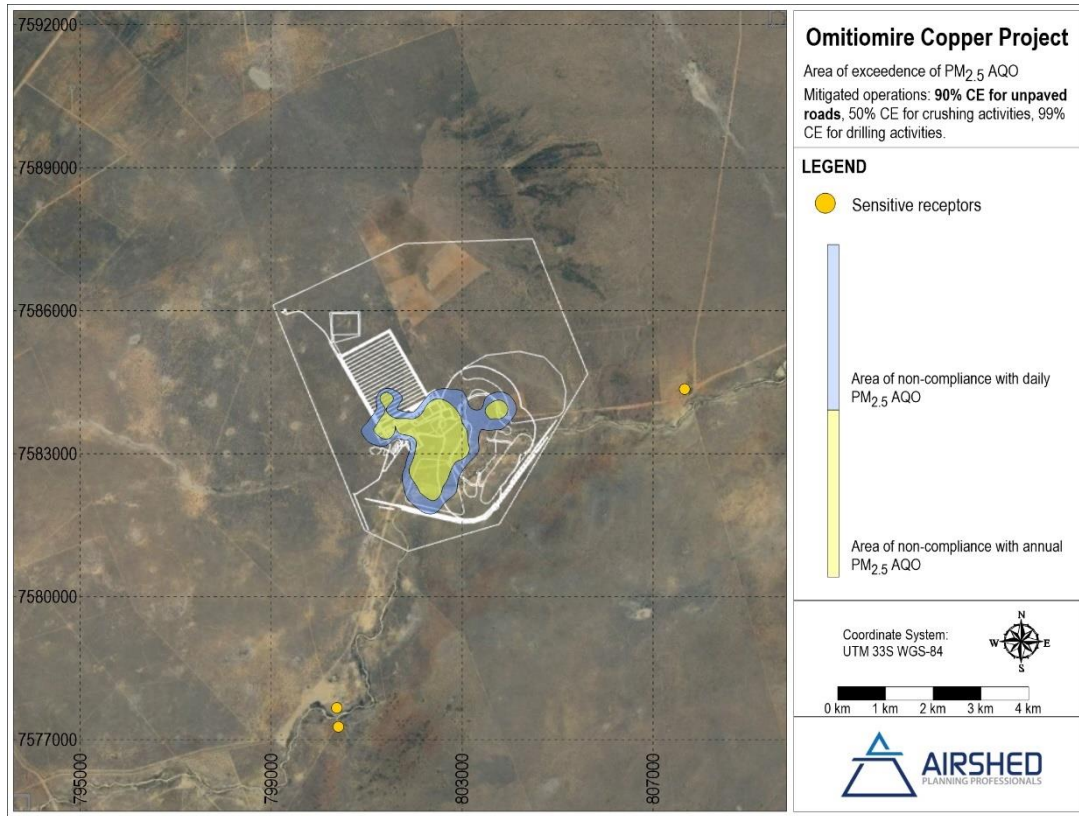 7592000
7589000
7586000
7583000
7580000
7577000
795000
799000
803000
807000
Omitiomire Copper Project
Area of exceedence of PM2.5 AQO
Mitigated operations: 90% CE for unpaved
roads, 50% CE for crushing activities, 99%
CE for drilling activities.
LEGEND
Sensitive receptors
Area of non-compliance with daily
PM2.5 AQO
Area of non-compliance with annual
PM2.5 AQO
Coordinate System:
UTM 33S WGS-84
N
W E
S
0 km 1 km 2 km 3 km 4 km
AIRSHED
PLANNING PROFESSIONALS